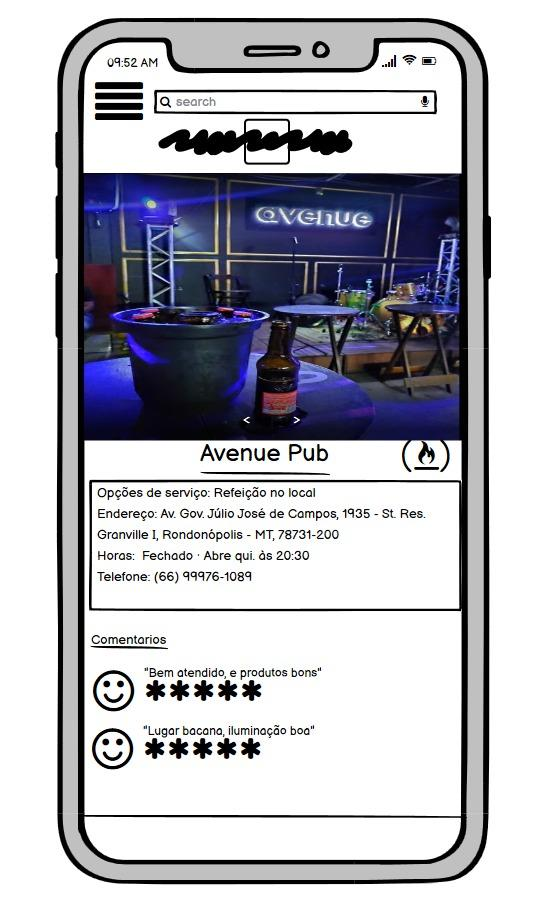 09:52 AM
search
avenue
< >
Avenue Pub
Opções de serviço: Refeição no local
Endereço: Av. Gov. Júlio José de Campos, 1935 - St. Res.
Granville I, Rondonópolis - MT, 78731-200
Horas: Fechado · Abre qui. às 20:30
Telefone: (66) 99976-1089
Comentarios
"Bem atendido, e produtos bons"
*****
"Lugar bacana, iluminação boa"
*****